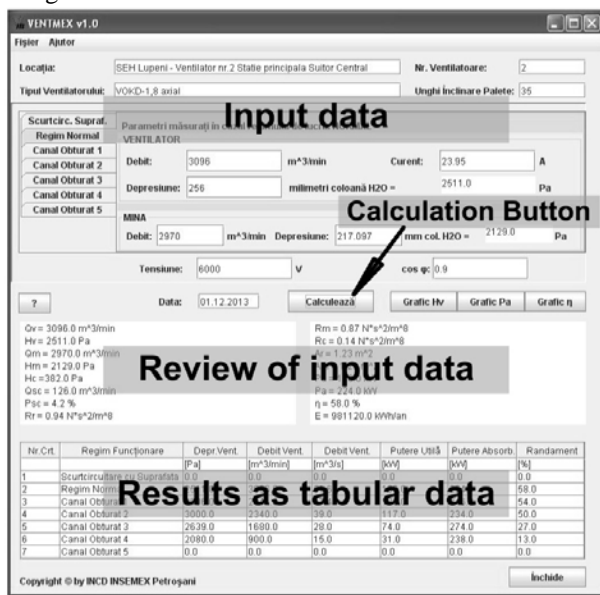 VENTMEX v1.0
Fișier Ajutor
Locația: SEH Lupeni - Ventilator nr.2 Statie principala Suitor Central Nr. Ventilatoare: 2
Tipul Ventilatorului: VOKD-1,8 axial Unghi Înclinare Palete: 35
Input data
Scurtcirc. Supraf.
Regim Normal
Canal Obturat 1
Canal Obturat 2
Canal Obturat 3
Canal Obturat 4
Canal Obturat 5
Parametri măsurați în
VENTILATOR
Debit: 3096 m^3/min Curent: 23.95 A
Depresiune: 256 milimetri coloană H2O = 2511.0 Pa
Calculation Button
MINA
Debit: 2970 m^3/min Depresiune: 217.097 mm col. H2O = 2129.0 Pa
Tensiune: 6000 V cos φ: 0.9
? Data: 01.12.2013 Calculează Grafic Hv Grafic Pa Grafic η
Qv = 3096.0 m^3/min
Hv = 2511.0 Pa
Qm = 2970.0 m^3/min
Hm = 2129.0 Pa
Hc =382.0 Pa
Qsc = 126.0 m^3/min
Psc = 4.2 %
Rr = 0.94 N*s^2/m^8
Rm = 0.87 N*s^2/m^8
Rc = 0.14 N*s^2/m^8
Ar = 1.23 m^2
Pa = 224.0 kW
η = 58.0 %
E = 981120.0 kWh/an
Review of input data
Nr.Crt. Regim Funcționare Depr.Vent. Debit Vent. Debit Vent. Putere Utilă Putere Absorb. Randament
[Pa] [m^3/min] [m^3/s] [kW] [kW] [%]
1 Scurtcircuitare cu Suprafata 0.0 0.0 0.0 0.0 0.0 0.0
2 Regim Normal 58.0
3 Canal Obturat 54.0
4 Canal Obturat 2 3000.0 2340.0 39.0 117.0 234.0 50.0
5 Canal Obturat 3 2639.0 1680.0 28.0 74.0 274.0 27.0
6 Canal Obturat 4 2080.0 900.0 15.0 31.0 238.0 13.0
7 Canal Obturat 5 0.0 0.0 0.0 0.0 0.0 0.0
Results as tabular data
Copyright © by INCD INSEMEX Petroșani Închide